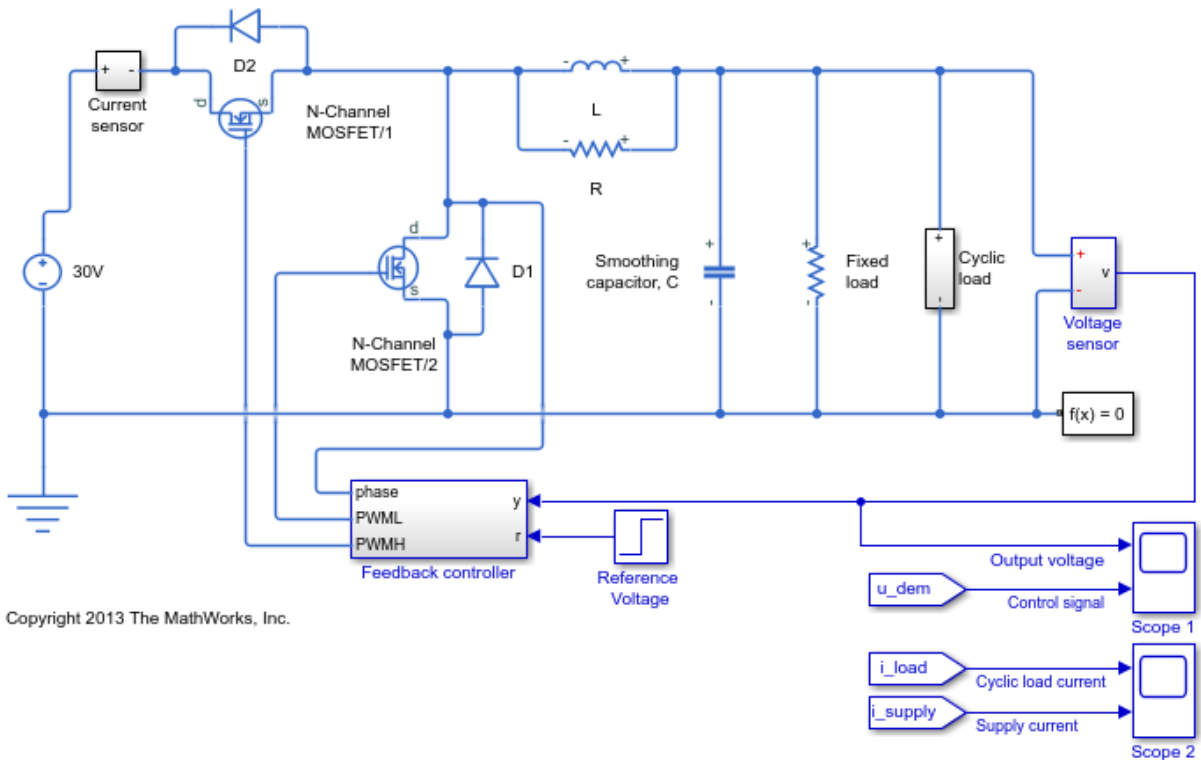 D2
+ -
Current
sensor
d
s
N-Channel
MOSFET/1
- +
L
- +
R
30V
+
-
d
s
D1
N-Channel
MOSFET/2
Smoothing
capacitor, C
+
-
+
-
Fixed
load
+
-
Cyclic
load
+
-
v
Voltage
sensor
f(x) = 0
phase
PWML
PWMH
y
r
Feedback controller
Reference
Voltage
Output voltage
u_dem
Control signal
Scope 1
i_load
Cyclic load current
i_supply
Supply current
Scope 2
Copyright 2013 The MathWorks, Inc.